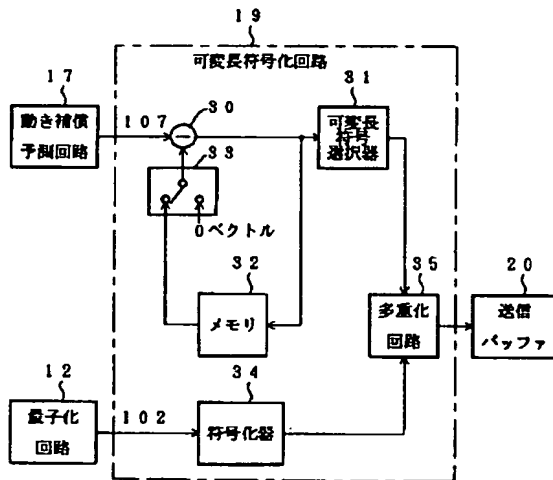 19
可変長符号化回路
17
動き補償
予測回路
107
30
33
0ベクトル
31
可変長
符号
選択器
32
メモリ
35
多重化
回路
20
送信
バッファ
12
量子化
回路
102
34
符号化器